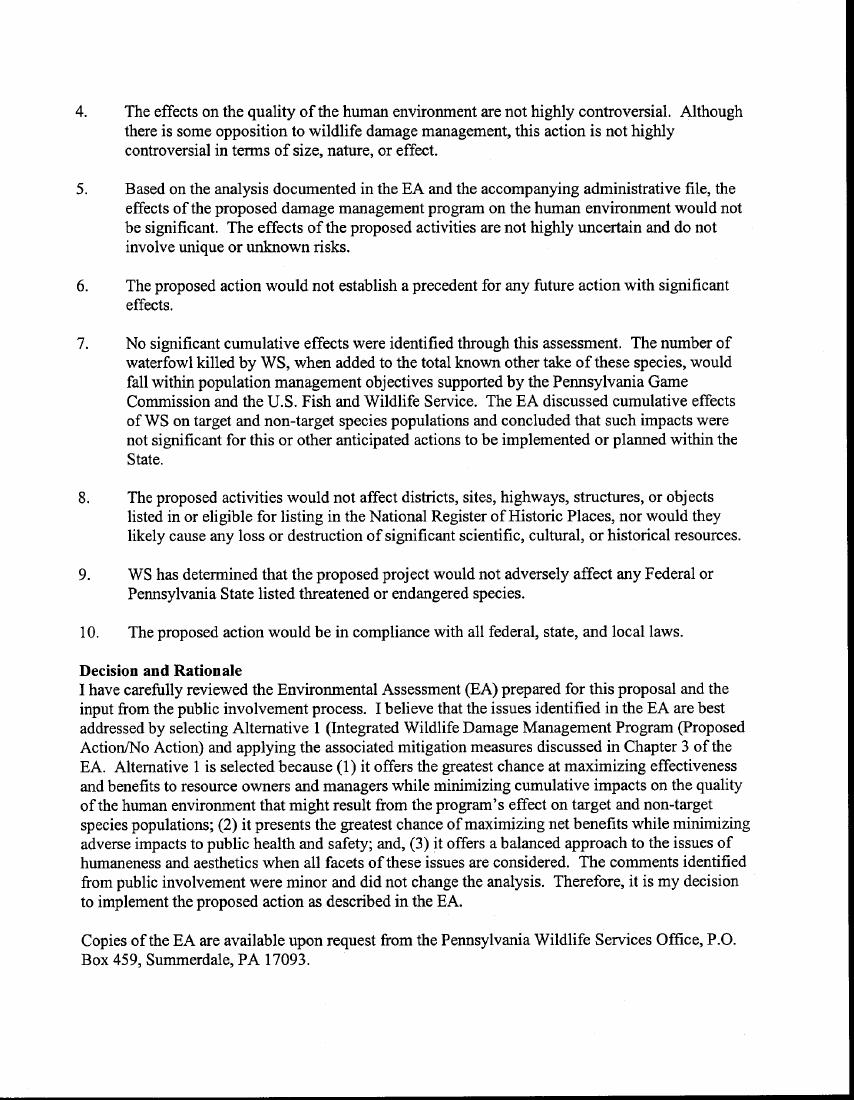 4. The effects on the quality of the human environment are not highly controversial. Although
there is some opposition to wildlife damage management, this action is not highly
controversial in terms of size, nature, or effect.
5. Based on the analysis documented in the EA and the accompanying administrative file, the
effects of the proposed damage management program on the human environment would not
be significant. The effects of the proposed activities are not highly uncertain and do not
involve unique or unknown risks.
6. The proposed action would not establish a precedent for any future action with significant
effects.
7. No significant cumulative effects were identified through this assessment. The number of
waterfowl killed by WS, when added to the total known other take of these species, would
fall within population management objectives supported by the Pennsylvania Game
Commission and the U.S. Fish and Wildlife Service. The EA discussed cumulative effects
of WS on target and non-target species populations and concluded that such impacts were
not significant for this or other anticipated actions to be implemented or planned within the
State.
8. The proposed activities would not affect districts, sites, highways, structures, or objects
listed in or eligible for listing in the National Register of Historic Places, nor would they
likely cause any loss or destruction of significant scientific, cultural, or historical resources.
9. WS has determined that the proposed project would not adversely affect any Federal or
Pennsylvania State listed threatened or endangered species.
10. The proposed action would be in compliance with all federal, state, and local laws.
Decision and Rationale
I have carefully reviewed the Environmental Assessment (EA) prepared for this proposal and the
input from the public involvement process. I believe that the issues identified in the EA are best
addressed by selecting Alternative 1 (Integrated Wildlife Damage Management Program (Proposed
Action/No Action) and applying the associated mitigation measures discussed in Chapter 3 of the
EA. Alternative 1 is selected because (1) it offers the greatest chance at maximizing effectiveness
and benefits to resource owners and managers while minimizing cumulative impacts on the quality
of the human environment that might result from the program's effect on target and non-target
species populations; (2) it presents the greatest chance of maximizing net benefits while minimizing
adverse impacts to public health and safety; and, (3) it offers a balanced approach to the issues of
humaneness and aesthetics when all facets of these issues are considered. The comments identified
from public involvement were minor and did not change the analysis. Therefore, it is my decision
to implement the proposed action as described in the EA.
Copies of the EA are available upon request from the Pennsylvania Wildlife Services Office, P.O.
Box 459, Summerdale, PA 17093.